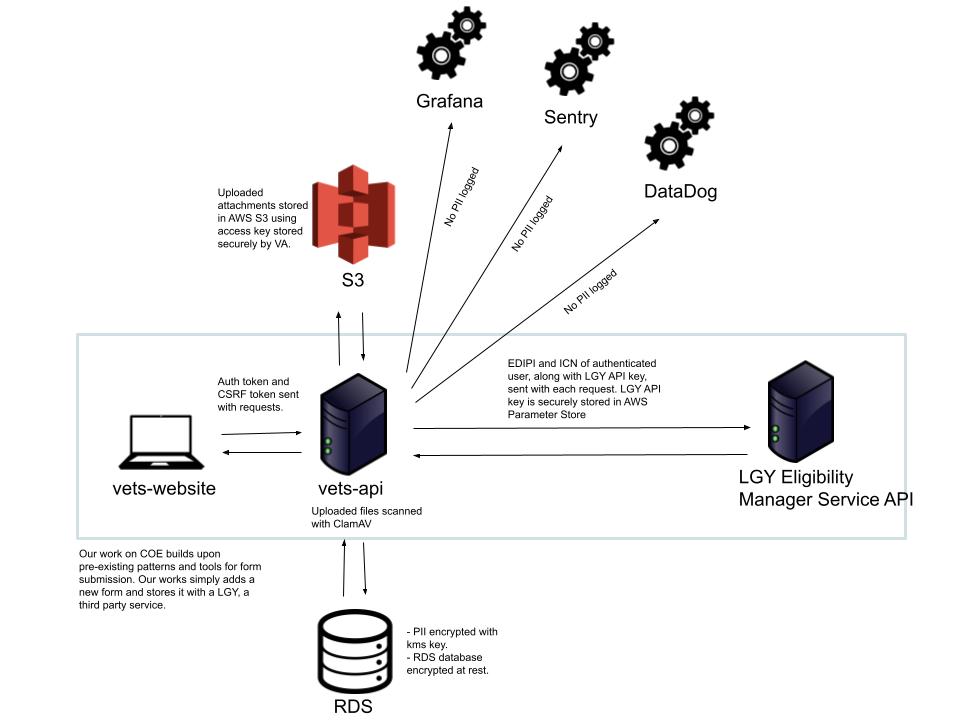 Grafana
Sentry
DataDog
No PII logged
No PII logged
No PII logged
Uploaded
attachments stored
in AWS S3 using
access key stored
securely by VA.
S3
Auth token and
CSRF token sent
with requests.
EDIPI and ICN of authenticated
user, along with LGY API key,
sent with each request. LGY API
key is securely stored in AWS
Parameter Store
vets-website
vets-api
Uploaded files scanned
with ClamAV
LGY Eligibility
Manager Service API
Our work on COE builds upon
pre-existing patterns and tools for form
submission. Our works simply adds a
new form and stores it with a LGY, a
third party service.
- PII encrypted with
kms key.
- RDS database
encrypted at rest.
RDS